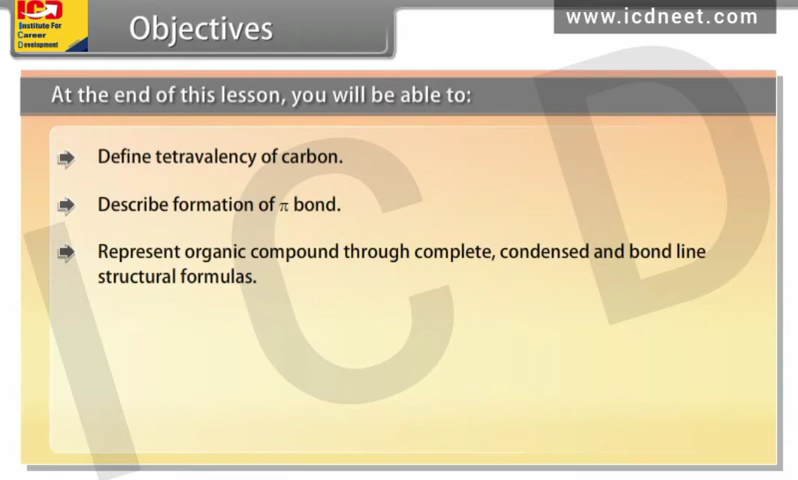 ICD
Institute For
Career
Development
Objectives
www.icdneet.com
At the end of this lesson, you will be able to:
Define tetravalency of carbon.
Describe formation of π bond.
Represent organic compound through complete, condensed and bond line
structural formulas.
I C D